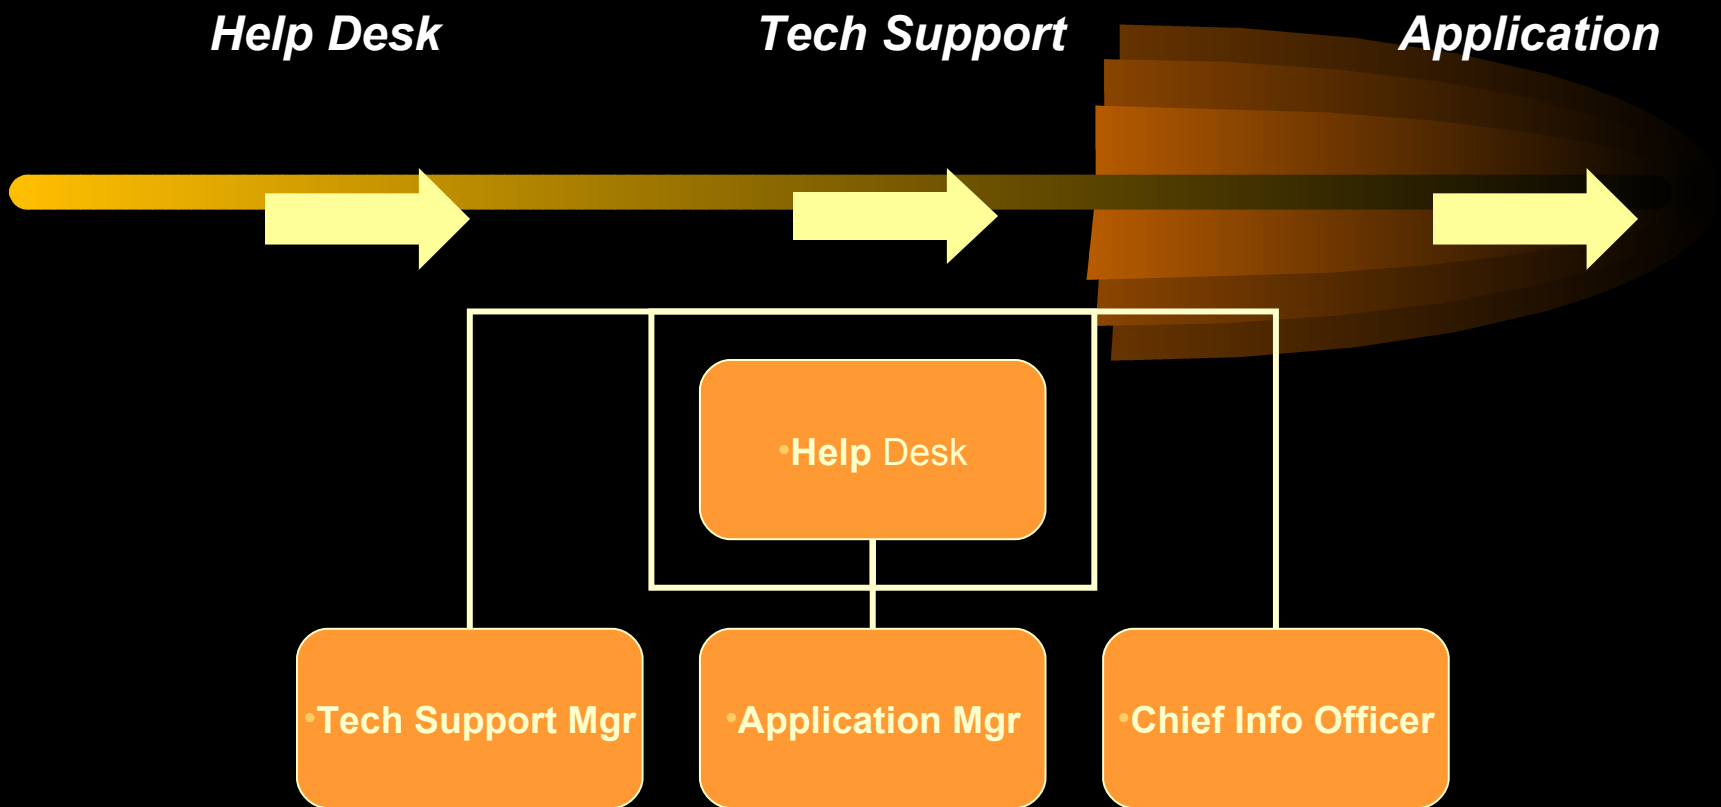 Help Desk
Tech Support
Application
•Help Desk
•Tech Support Mgr
•Application Mgr
•Chief Info Officer